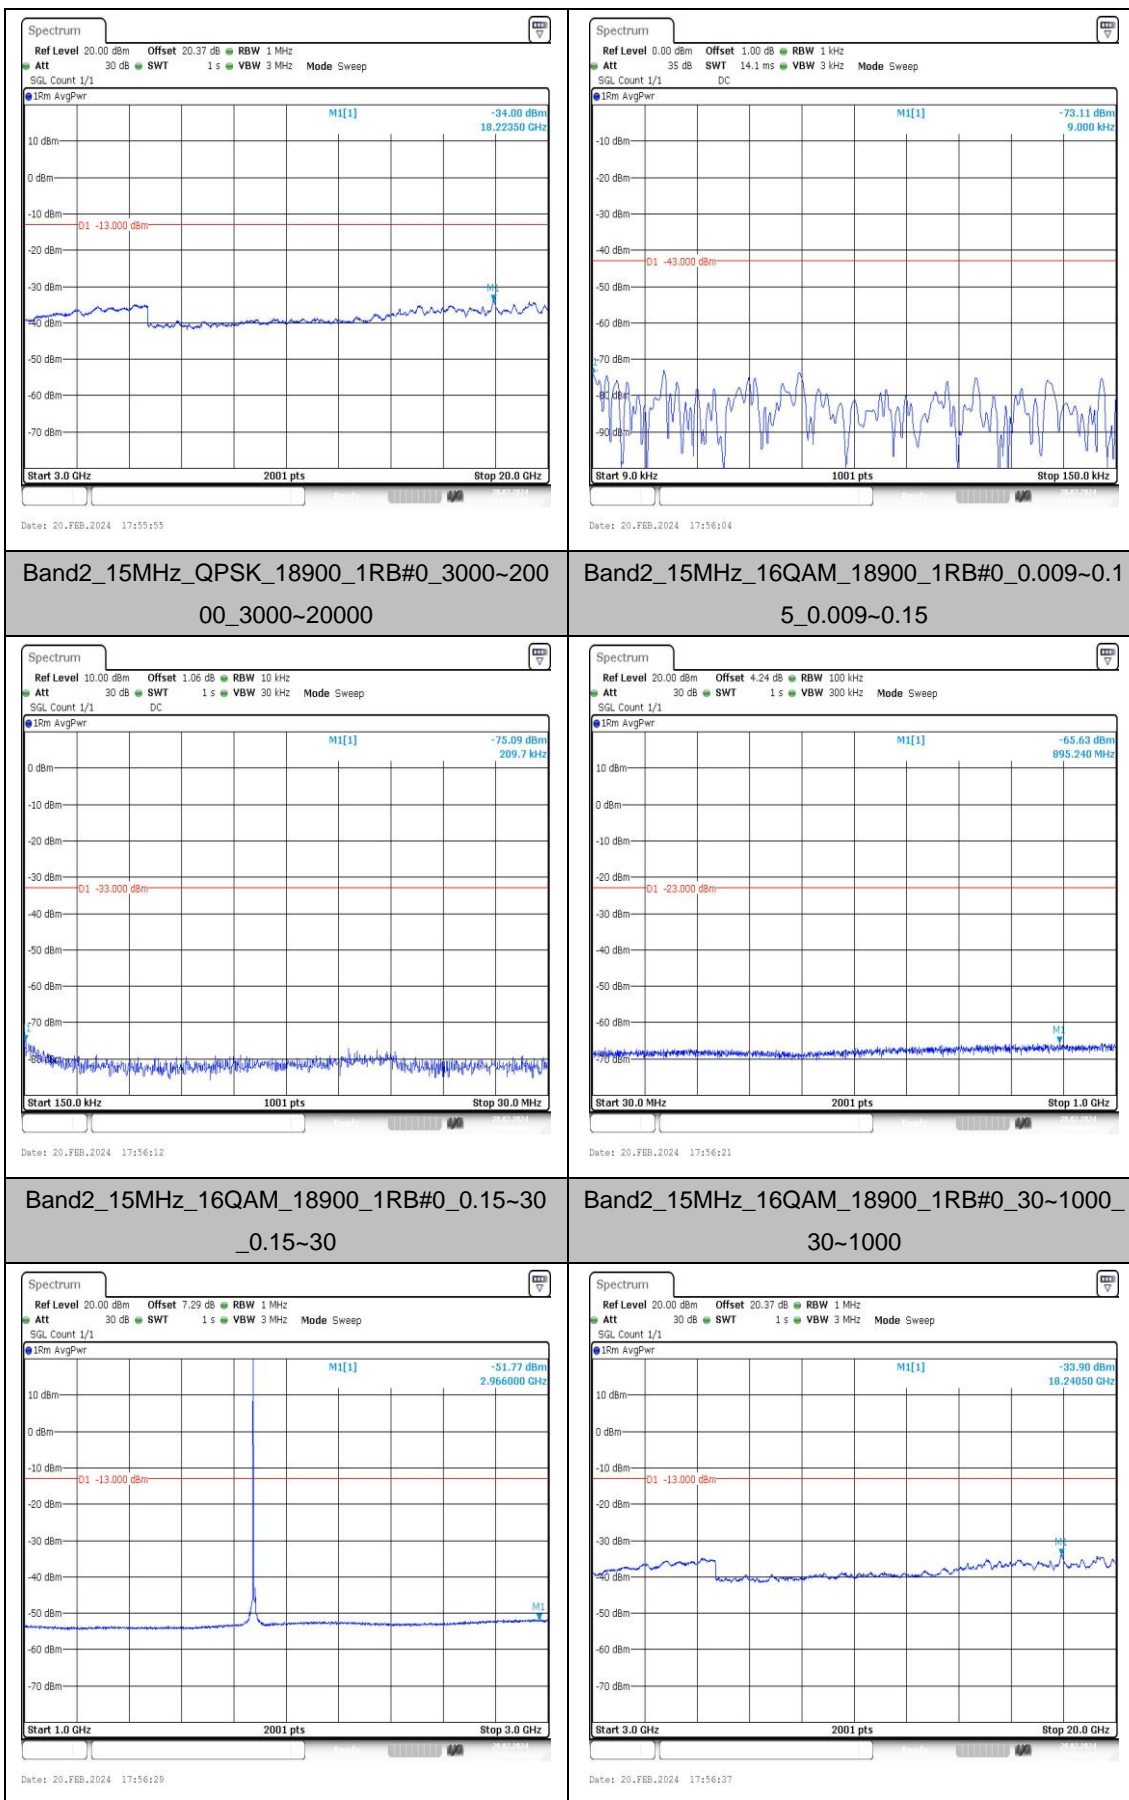 Spectrum
Ref Level 20.00 dBm Offset 20.37 dB RBW 1 MHz
Att 30 dB SWT 1 s VBW 3 MHz Mode Sweep
SGL Count 1/1
1Rm AvgPwr
M1[1] -34.00 dBm
18.22350 GHz
10 dBm
0 dBm
-10 dBm
D1 -13.000 dBm
-20 dBm
-30 dBm
M1
-40 dBm
-50 dBm
-60 dBm
-70 dBm
Start 3.0 GHz 2001 pts Stop 20.0 GHz
Date: 20.FEB.2024 17:55:55
Spectrum
Ref Level 0.00 dBm Offset 1.00 dB RBW 1 kHz
Att 35 dB SWT 14.1 ms VBW 3 kHz Mode Sweep
SGL Count 1/1 DC
1Rm AvgPwr
M1[1] -73.11 dBm
9.000 kHz
-10 dBm
-20 dBm
-30 dBm
-40 dBm
D1 -43.000 dBm
-50 dBm
-60 dBm
-70 dBm
-80 dBm
-90 dBm
Start 9.0 kHz 1001 pts Stop 150.0 kHz
Date: 20.FEB.2024 17:56:04
Band2_15MHz_QPSK_18900_1RB#0_3000~200
00_3000~20000
Band2_15MHz_16QAM_18900_1RB#0_0.009~0.1
5_0.009~0.15
Spectrum
Ref Level 10.00 dBm Offset 1.06 dB RBW 10 kHz
Att 30 dB SWT 1 s VBW 30 kHz Mode Sweep
SGL Count 1/1 DC
1Rm AvgPwr
M1[1] -75.09 dBm
209.7 kHz
0 dBm
-10 dBm
-20 dBm
-30 dBm
D1 -33.000 dBm
-40 dBm
-50 dBm
-60 dBm
-70 dBm
-80 dBm
Start 150.0 kHz 1001 pts Stop 30.0 MHz
Date: 20.FEB.2024 17:56:12
Spectrum
Ref Level 20.00 dBm Offset 4.24 dB RBW 100 kHz
Att 30 dB SWT 1 s VBW 300 kHz Mode Sweep
SGL Count 1/1
1Rm AvgPwr
M1[1] -65.63 dBm
895.240 MHz
10 dBm
0 dBm
-10 dBm
-20 dBm
D1 -23.000 dBm
-30 dBm
-40 dBm
-50 dBm
-60 dBm
M1
-70 dBm
Start 30.0 MHz 2001 pts Stop 1.0 GHz
Date: 20.FEB.2024 17:56:21
Band2_15MHz_16QAM_18900_1RB#0_0.15~30
_0.15~30
Band2_15MHz_16QAM_18900_1RB#0_30~1000_
30~1000
Spectrum
Ref Level 20.00 dBm Offset 7.29 dB RBW 1 MHz
Att 30 dB SWT 1 s VBW 3 MHz Mode Sweep
SGL Count 1/1
1Rm AvgPwr
M1[1] -51.77 dBm
2.966000 GHz
10 dBm
0 dBm
-10 dBm
D1 -13.000 dBm
-20 dBm
-30 dBm
-40 dBm
-50 dBm
M1
-60 dBm
-70 dBm
Start 1.0 GHz 2001 pts Stop 3.0 GHz
Date: 20.FEB.2024 17:56:29
Spectrum
Ref Level 20.00 dBm Offset 20.37 dB RBW 1 MHz
Att 30 dB SWT 1 s VBW 3 MHz Mode Sweep
SGL Count 1/1
1Rm AvgPwr
M1[1] -33.90 dBm
18.24050 GHz
10 dBm
0 dBm
-10 dBm
D1 -13.000 dBm
-20 dBm
-30 dBm
M1
-40 dBm
-50 dBm
-60 dBm
-70 dBm
Start 3.0 GHz 2001 pts Stop 20.0 GHz
Date: 20.FEB.2024 17:56:37